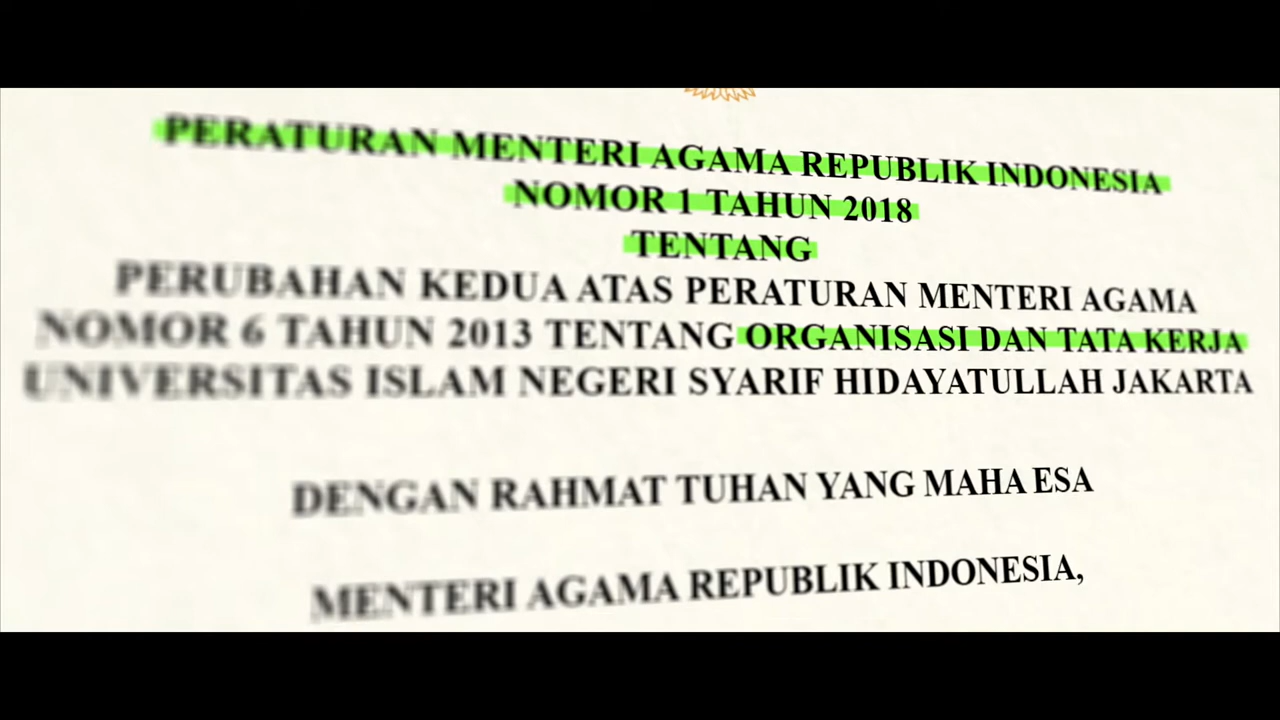 PERATURAN MENTERI AGAMA REPUBLIK INDONESIA
NOMOR 1 TAHUN 2018
TENTANG
PERUBAHAN KEDUA ATAS PERATURAN MENTERI AGAMA
NOMOR 6 TAHUN 2013 TENTANG ORGANISASI DAN TATA KERJA
UNIVERSITAS ISLAM NEGERI SYARIF HIDAYATULLAH JAKARTA
DENGAN RAHMAT TUHAN YANG MAHA ESA
MENTERI AGAMA REPUBLIK INDONESIA,